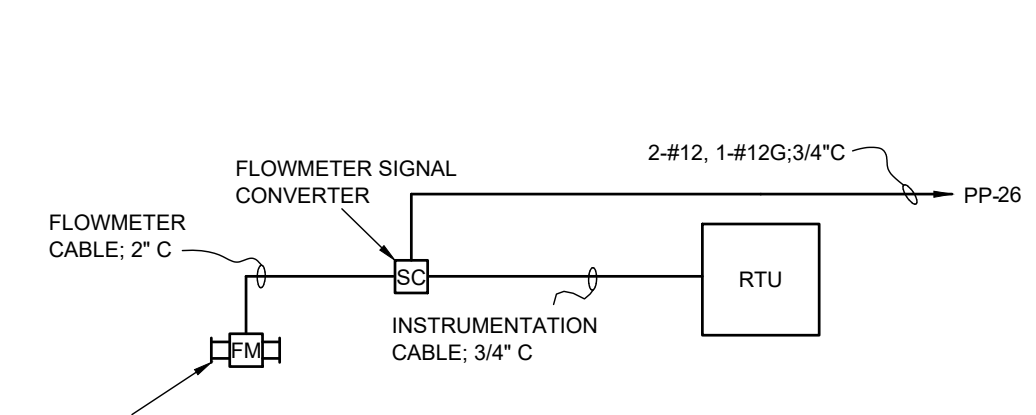 2-#12, 1-#12G;3/4"C
PP-26
FLOWMETER SIGNAL
CONVERTER
FLOWMETER
CABLE; 2" C
SC
RTU
INSTRUMENTATION
CABLE; 3/4" C
FM